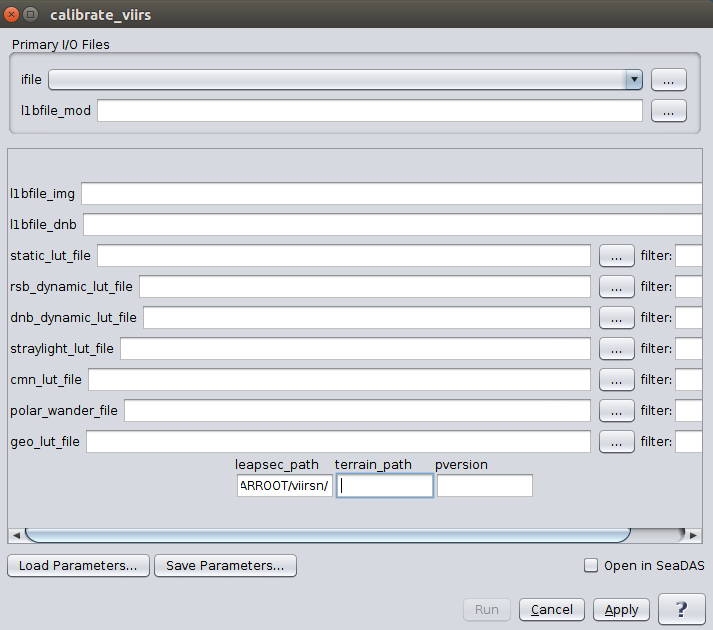 calibrate_viirs
Primary I/O Files
ifile ...
l1bfile_mod ...
l1bfile_img
l1bfile_dnb
static_lut_file ... filter:
rsb_dynamic_lut_file ... filter:
dnb_dynamic_lut_file ... filter:
straylight_lut_file ... filter:
cmn_lut_file ... filter:
polar_wander_file ... filter:
geo_lut_file ... filter:
leapsec_path terrain_path pversion
ARROOT/viirsn/
Load Parameters... Save Parameters... Open in SeaDAS
Run Cancel Apply ?